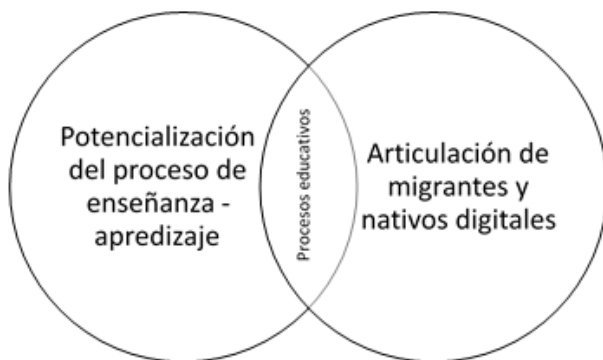 Potencialización
del proceso de
enseñanza -
apredizaje
Procesos educativos
Articulación de
migrantes y
nativos digitales